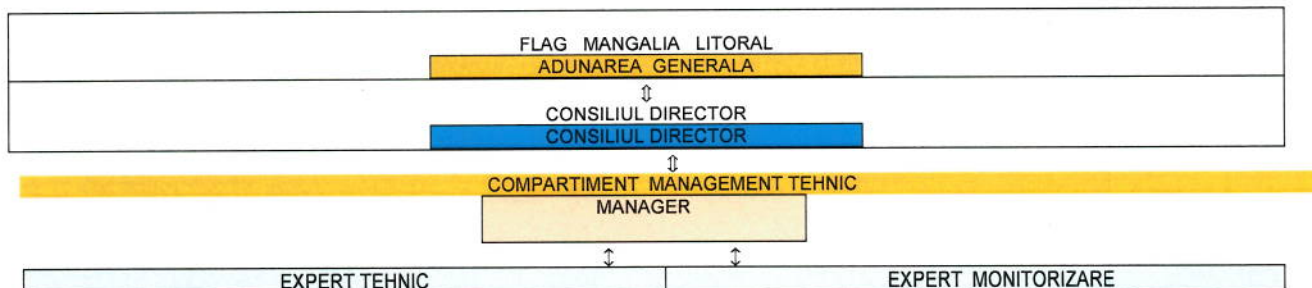 FLAG MANGALIA LITORAL
ADUNAREA GENERALA
⇕
CONSILIUL DIRECTOR
CONSILIUL DIRECTOR
⇕
COMPARTIMENT MANAGEMENT TEHNIC
MANAGER
↕ ↕
EXPERT TEHNIC EXPERT MONITORIZARE